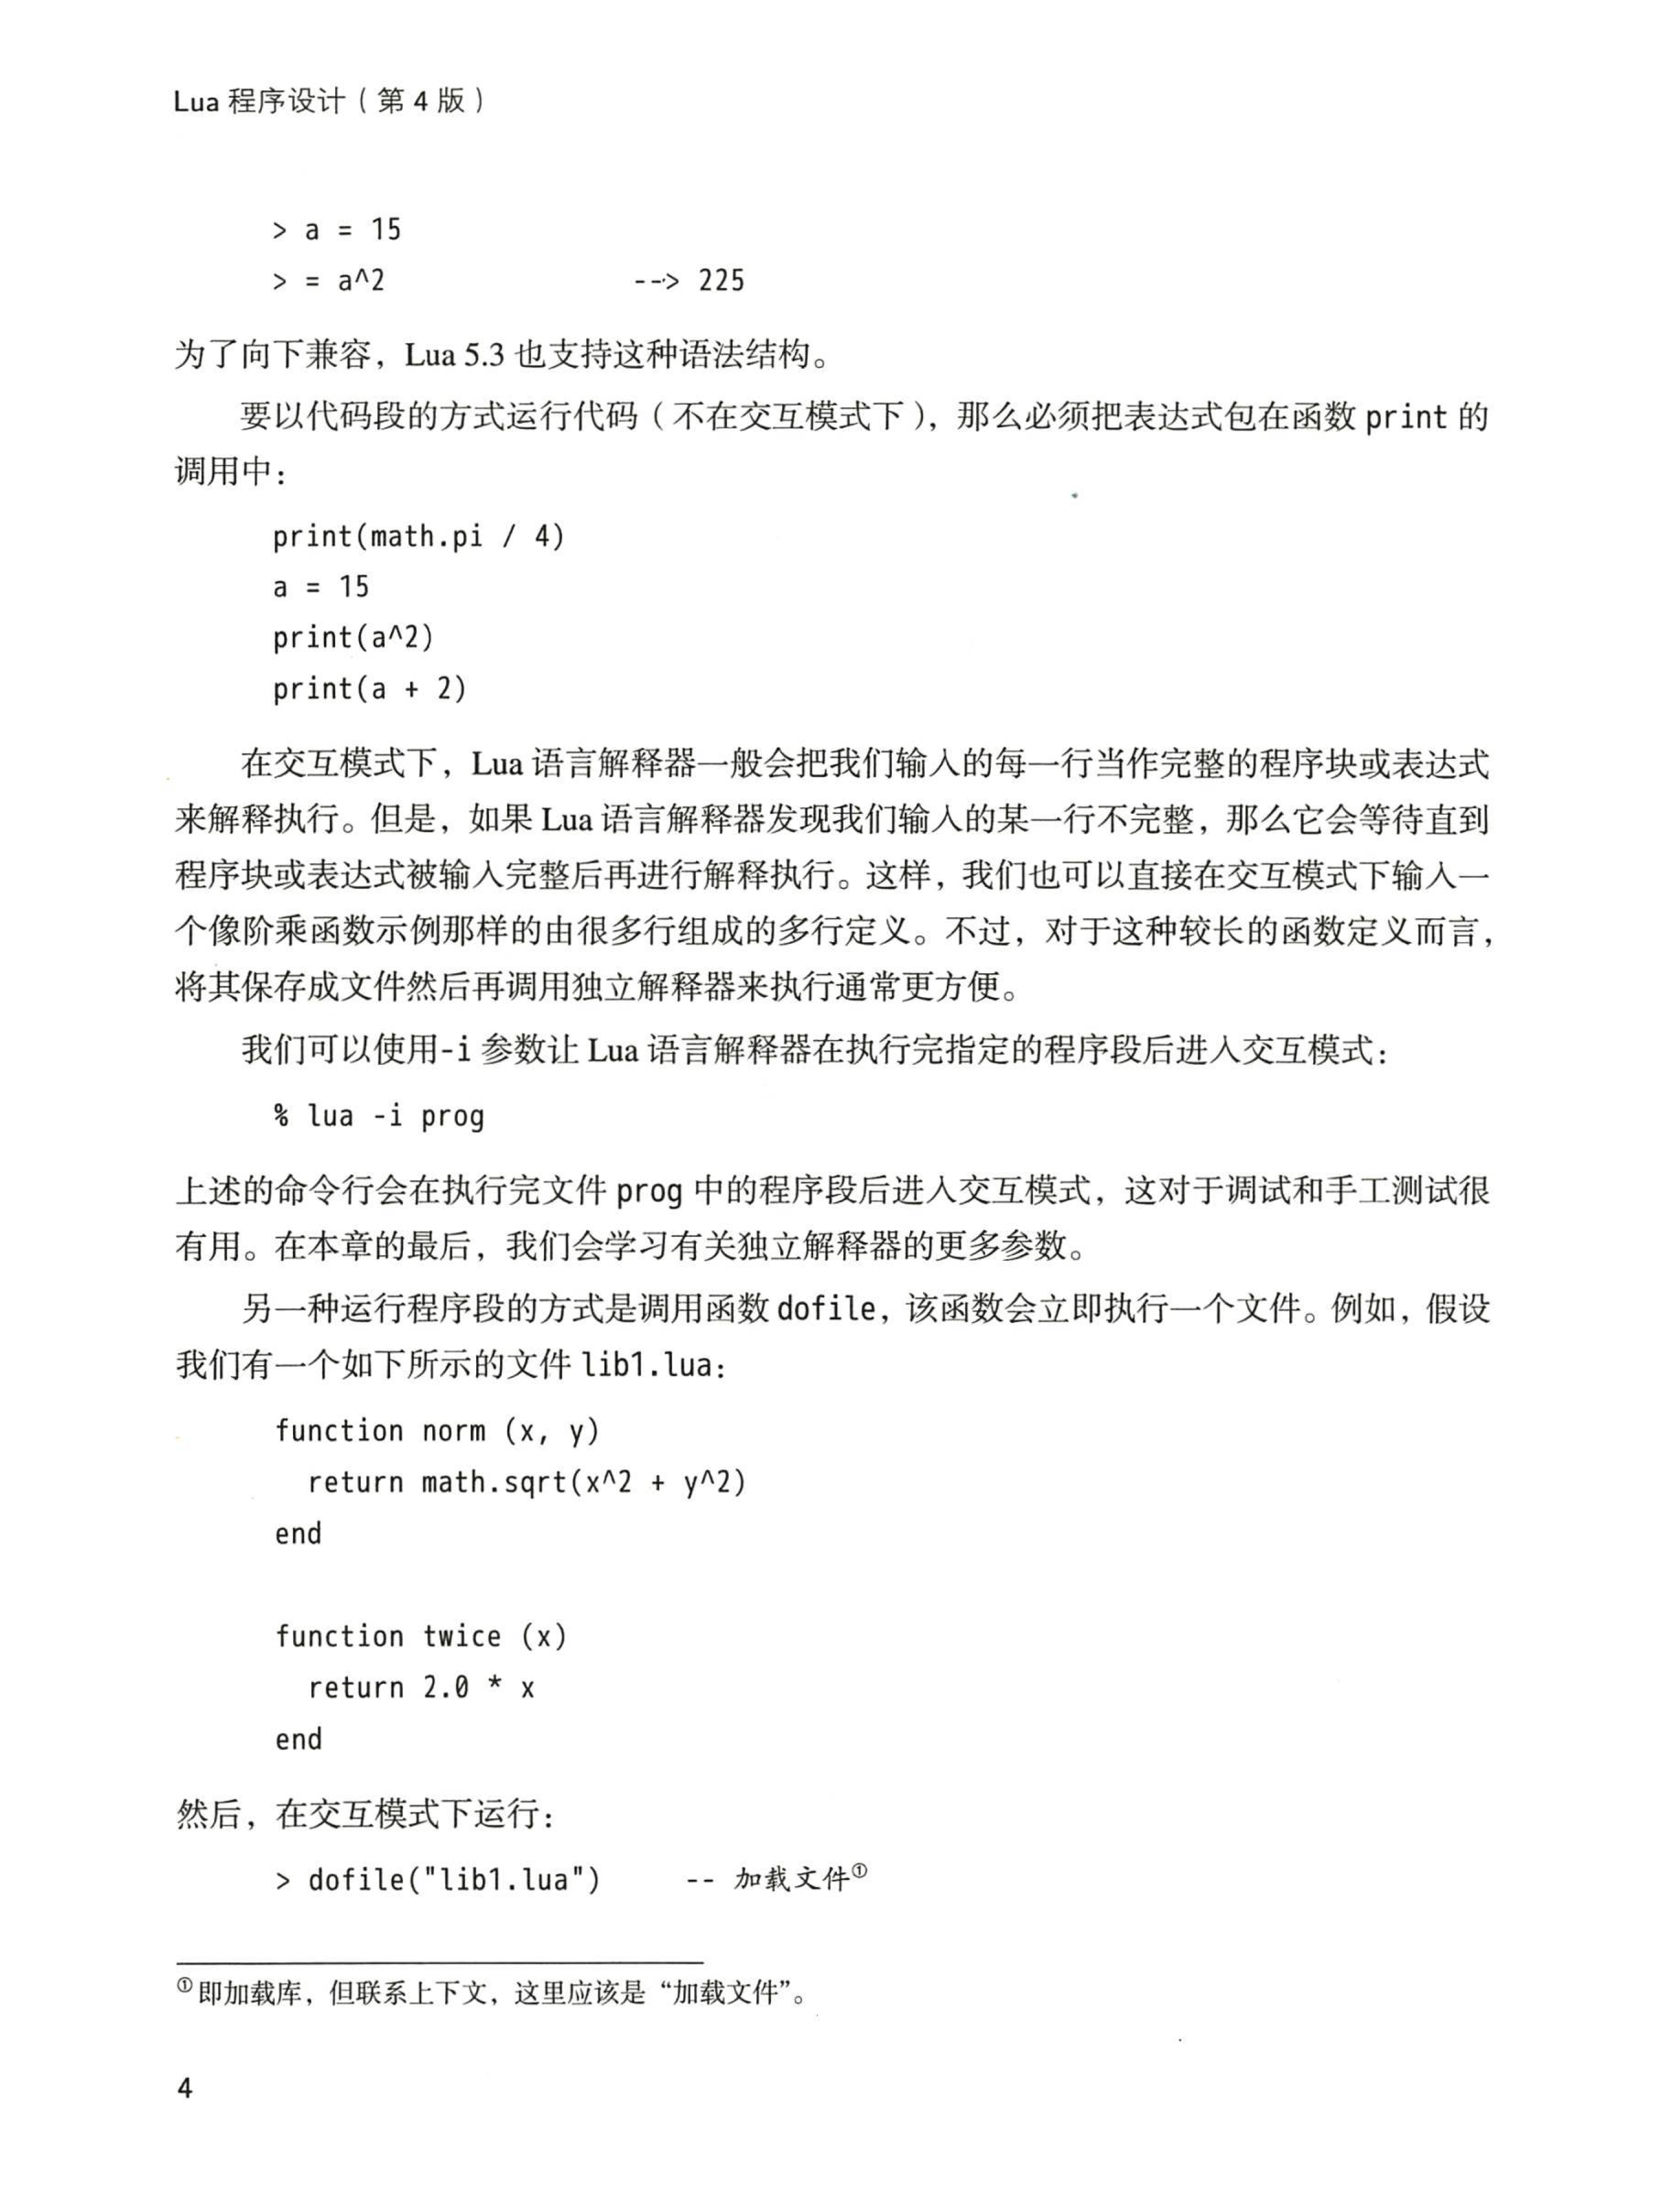 Lua 程序设计（第 4 版）
> a = 15
> = a^2                --> 225
为了向下兼容，Lua 5.3 也支持这种语法结构。
要以代码段的方式运行代码（不在交互模式下），那么必须把表达式包在函数 print 的
调用中：
print(math.pi / 4)
a = 15
print(a^2)
print(a + 2)
在交互模式下，Lua 语言解释器一般会把我们输入的每一行当作完整的程序块或表达式
来解释执行。但是，如果 Lua 语言解释器发现我们输入的某一行不完整，那么它会等待直到
程序块或表达式被输入完整后再进行解释执行。这样，我们也可以直接在交互模式下输入一
个像阶乘函数示例那样的由很多行组成的多行定义。不过，对于这种较长的函数定义而言，
将其保存成文件然后再调用独立解释器来执行通常更方便。
我们可以使用-i 参数让 Lua 语言解释器在执行完指定的程序段后进入交互模式：
% lua -i prog
上述的命令行会在执行完文件 prog 中的程序段后进入交互模式，这对于调试和手工测试很
有用。在本章的最后，我们会学习有关独立解释器的更多参数。
另一种运行程序段的方式是调用函数 dofile，该函数会立即执行一个文件。例如，假设
我们有一个如下所示的文件 lib1.lua：
function norm (x, y)
  return math.sqrt(x^2 + y^2)
end
function twice (x)
  return 2.0 * x
end
然后，在交互模式下运行：
> dofile("lib1.lua")     -- 加载文件①
①即加载库，但联系上下文，这里应该是“加载文件”。
4